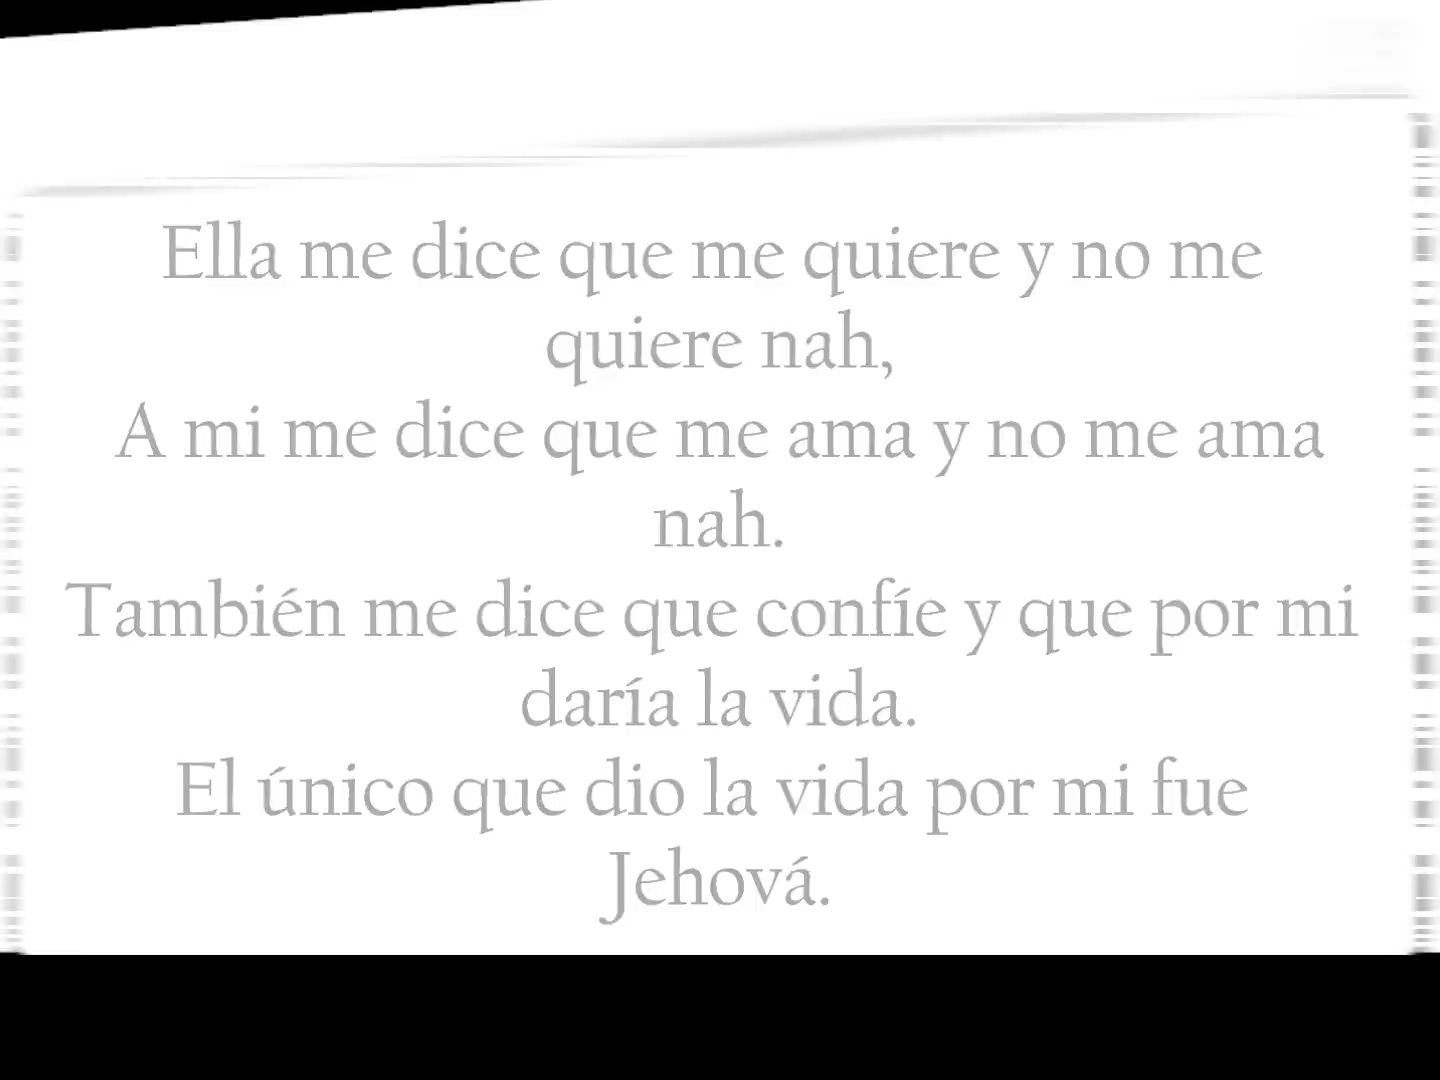 Ella me dice que me quiere y no me
quiere nah,
A mi me dice que me ama y no me ama
nah.
También me dice que confíe y que por mi
daría la vida.
El único que dio la vida por mi fue
Jehová.